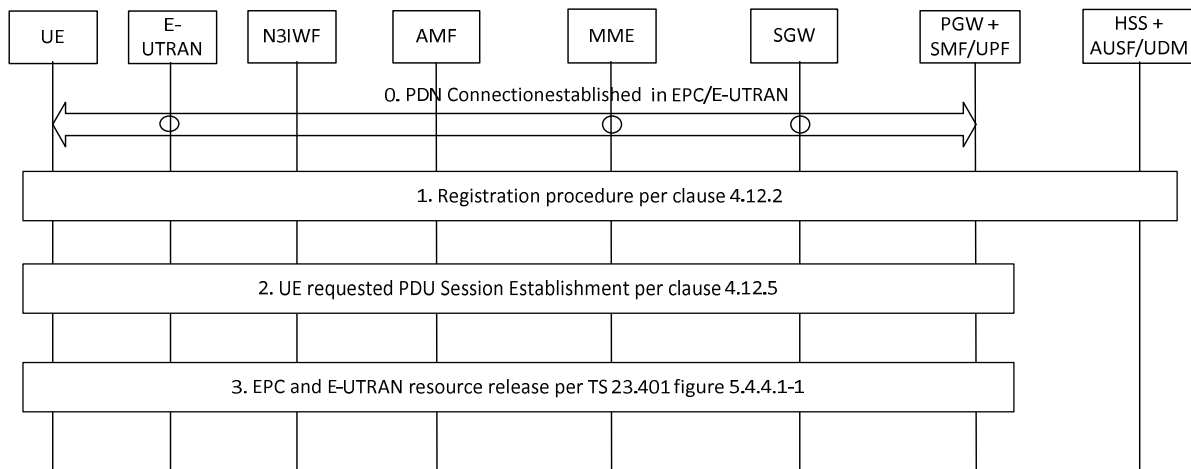 UE
E-
UTRAN
N3IWF
AMF
MME
SGW
PGW +
SMF/UPF
HSS +
AUSF/UDM
0. PDN Connectionestablished in EPC/E-UTRAN
1. Registration procedure per clause 4.12.2
2. UE requested PDU Session Establishment per clause 4.12.5
3. EPC and E-UTRAN resource release per TS 23.401 figure 5.4.4.1-1